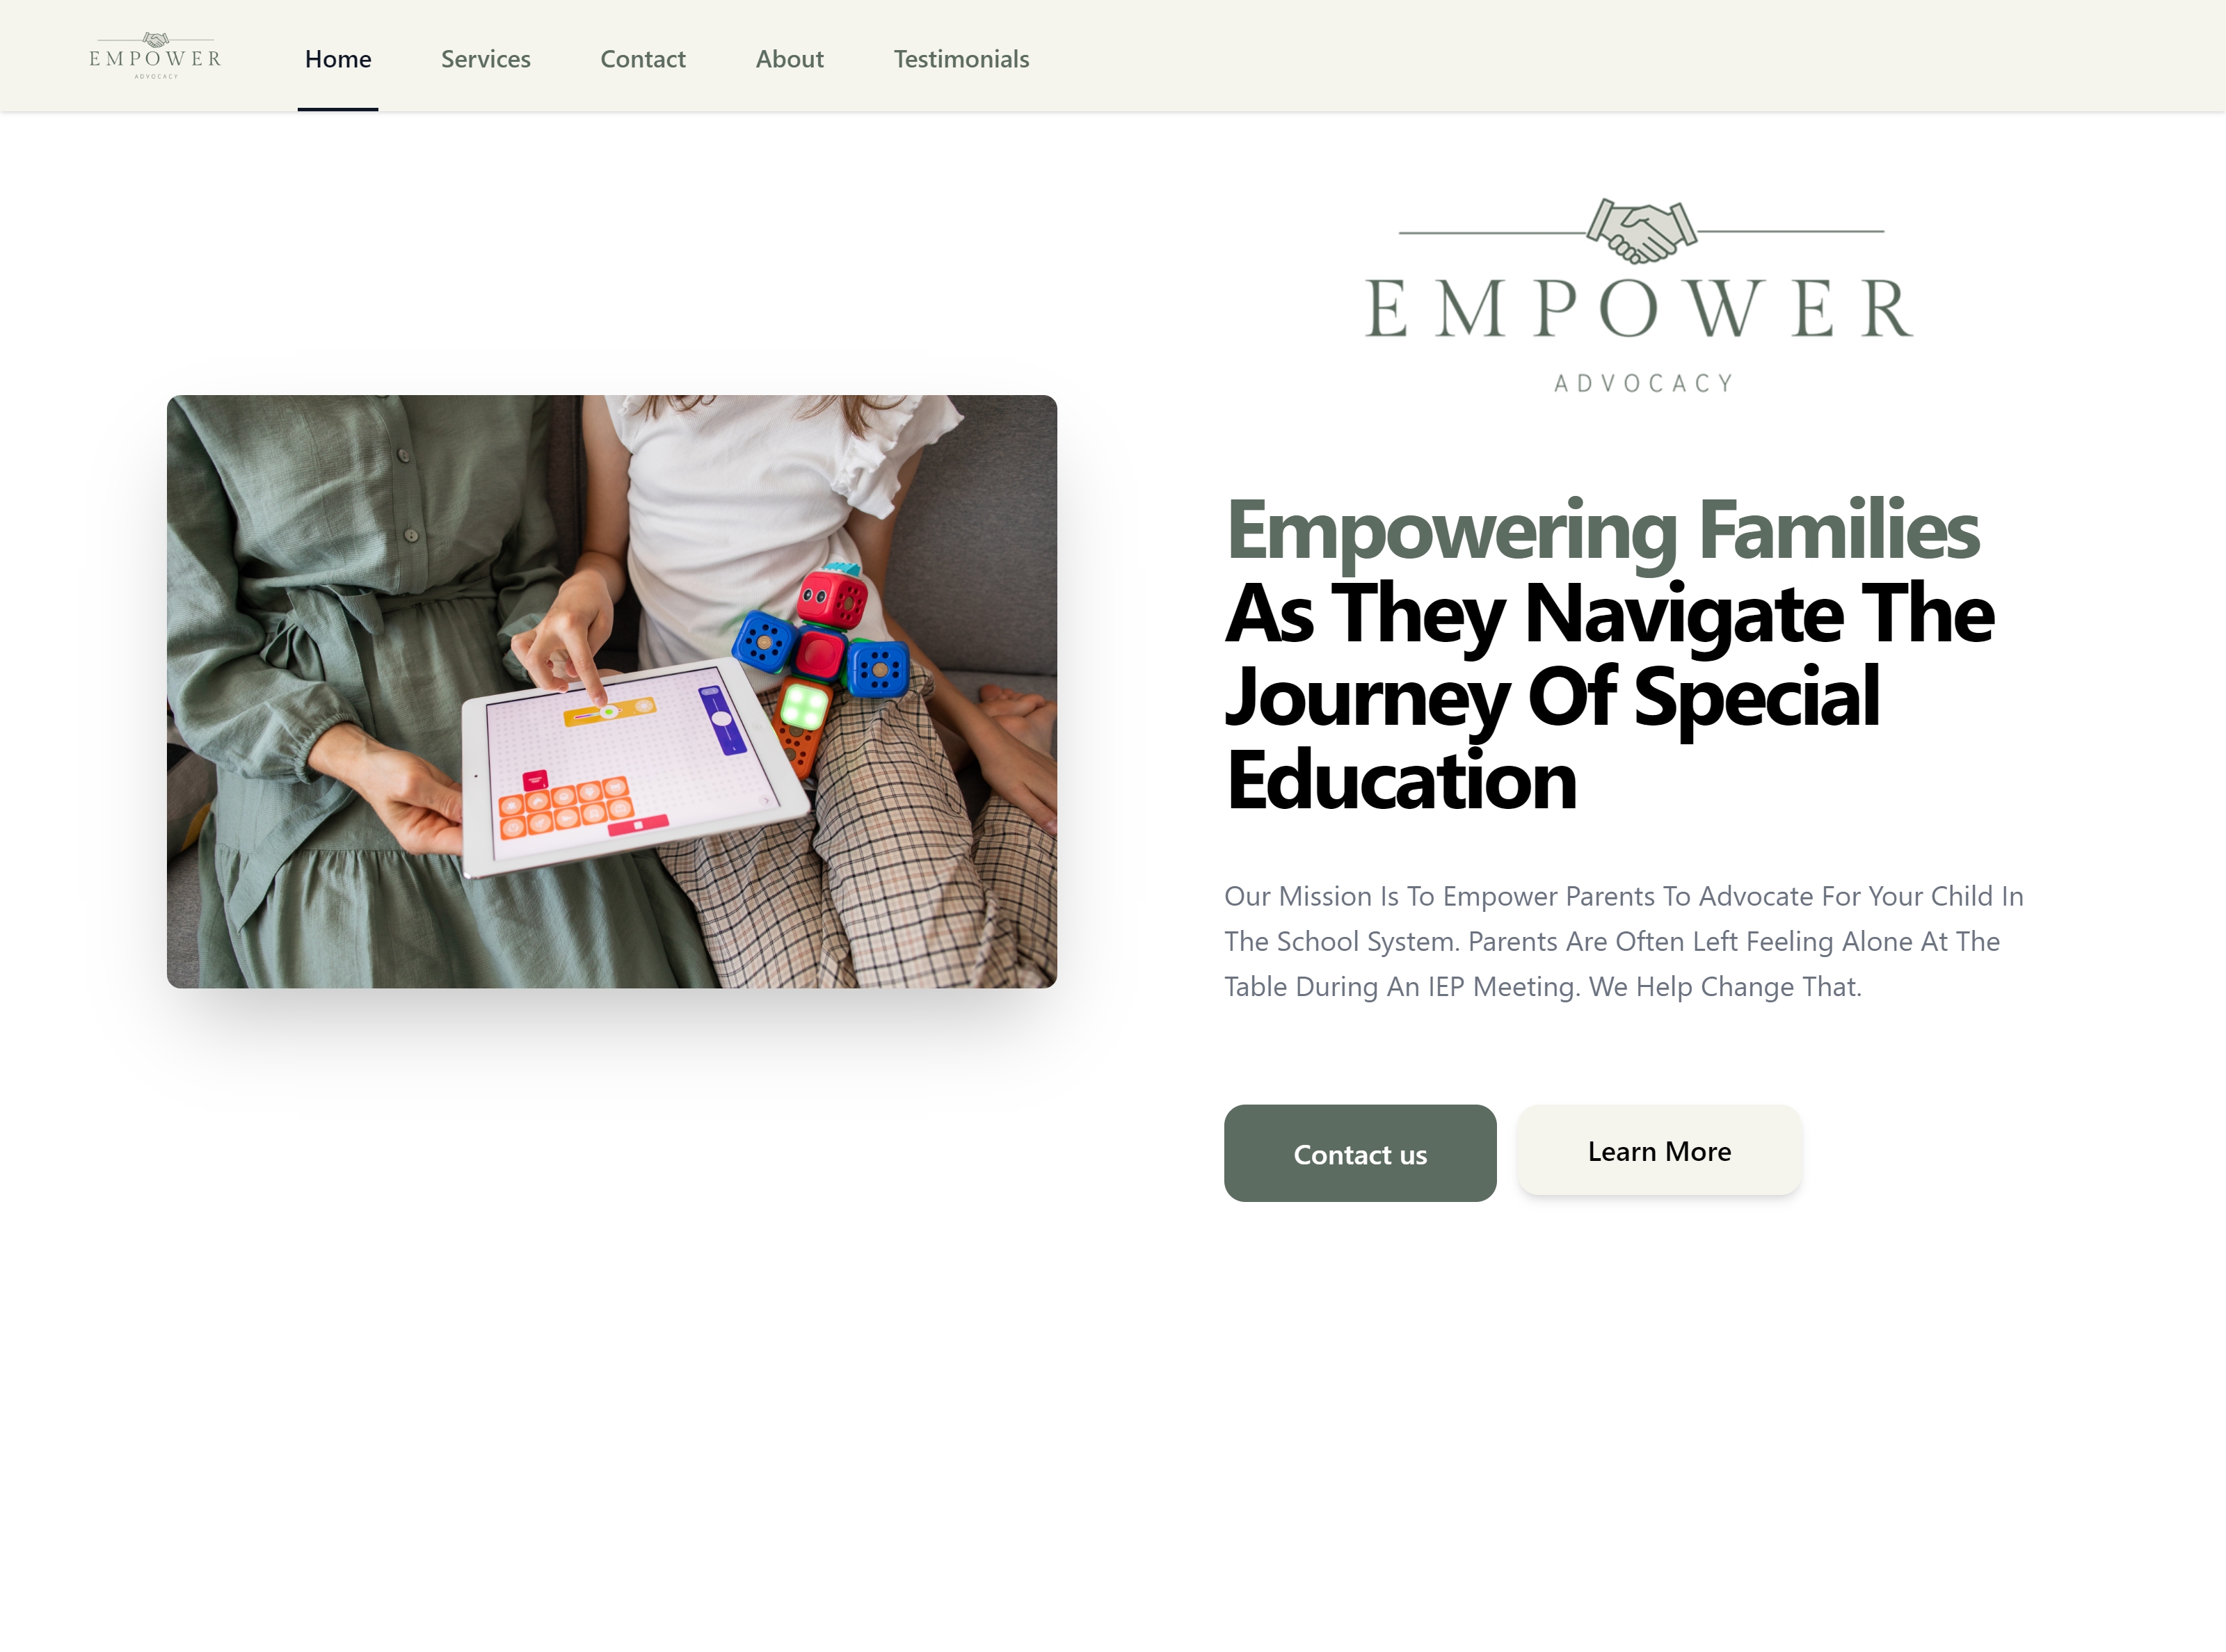 EMPOWER
ADVOCACY
Home
Services
Contact
About
Testimonials
EMPOWER
ADVOCACY
Empowering Families
As They Navigate The
Journey Of Special
Education
Our Mission Is To Empower Parents To Advocate For Your Child In
The School System. Parents Are Often Left Feeling Alone At The
Table During An IEP Meeting. We Help Change That.
Contact us
Learn More